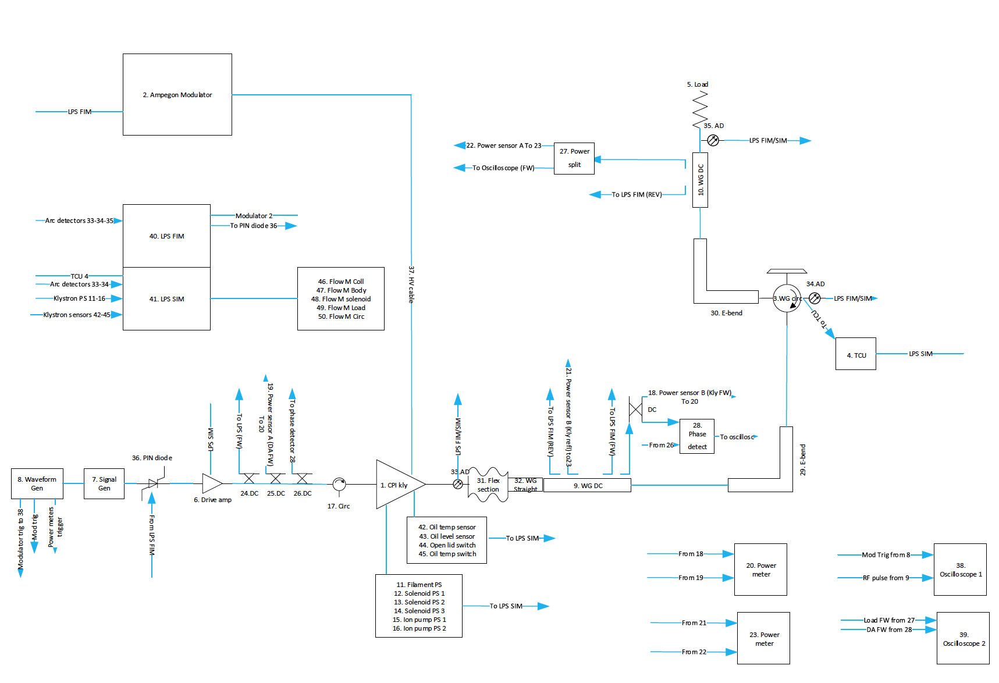 2. Ampegon Modulator
LPS FIM
5. Load
35. AD
LPS FIM/SIM
22. Power sensor A To 23
27. Power
split
To Oscilloscope (FW)
10. WG DC
To LPS FIM (REV)
Arc detectors 33-34-35
Modulator 2
To PIN diode 36
40. LPS FIM
TCU 4
Arc detectors 33-34
Klystron PS 11-16
41. LPS SIM
Klystron sensors 42-45
46. Flow M Coll
47. Flow M Body
48. Flow M solenoid
49. Flow M Load
50. Flow M Circ
37. HV cable
34.AD
3.WG circ
LPS FIM/SIM
30. E-bend
To TCU
4. TCU
LPS SIM
LPS SIM
To LPS (FW)
19. Power sensor A (DA FW)
To 20
To phase detector 28
LPS FIM/SIM
To LPS FIM (REV)
21. Power sensor B (Kly refl) to23
To LPS FIM (FW)
18. Power sensor B (Kly FW)
To 20
DC
28.
Phase
detect
From 26
To oscillosc
29. E-bend
36. PIN diode
8. Waveform
Gen
7. Signal
Gen
6. Drive amp
24.DC
25.DC
26.DC
17. Circ
1. CPI kly
33.AD
31. Flex
section
32. WG
Straight
9. WG DC
Modulator trig to 38
Mod trig
Power meters
trigger
From LPS FIM
42. Oil temp sensor
43. Oil level sensor
44. Open lid switch
45. Oil temp switch
To LPS SIM
11. Filament PS
12. Solenoid PS 1
13. Solenoid PS 2
14. Solenoid PS 3
15. Ion pump PS 1
16. Ion pump PS 2
To LPS SIM
From 18
From 19
20. Power
meter
Mod Trig from 8
RF pulse from 9
38.
Oscilloscope 1
From 21
From 22
23. Power
meter
Load FW from 27
DA FW from 28
39.
Oscilloscope 2